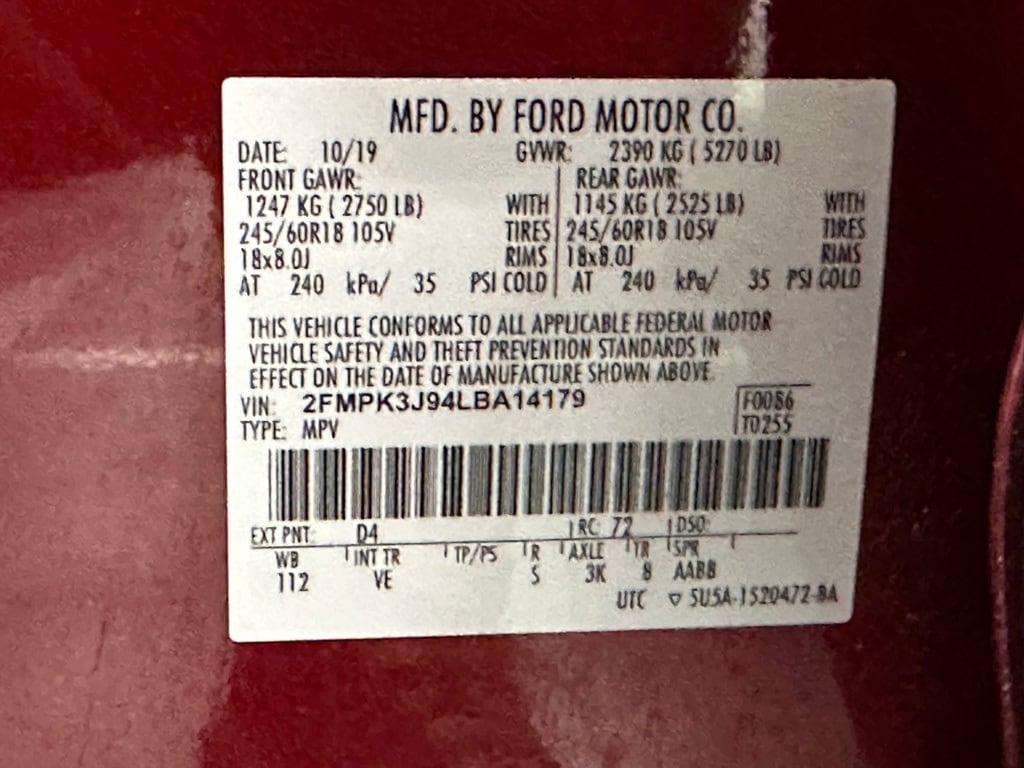 MFD. BY FORD MOTOR CO.
DATE: 10/19 GVWR: 2390 KG ( 5270 LB)
FRONT GAWR: REAR GAWR:
1247 KG ( 2750 LB) WITH 1145 KG ( 2525 LB) WITH
245/60R18 105V TIRES 245/60R18 105V TIRES
18x8.0J RIMS 18x8.0J RIMS
AT 240 kPa/ 35 PSI COLD AT 240 kPa/ 35 PSI COLD
THIS VEHICLE CONFORMS TO ALL APPLICABLE FEDERAL MOTOR
VEHICLE SAFETY AND THEFT PREVENTION STANDARDS IN
EFFECT ON THE DATE OF MANUFACTURE SHOWN ABOVE.
VIN: 2FMPK3J94LBA14179 F0086
TYPE: MPV T0255
EXT PNT: D4 RC: 72 DSO:
WB INT TR TP/PS R AXLE TR SPR
112 VE S 3K 8 AABB
UTC ▽ 5U5A-1520472-BA